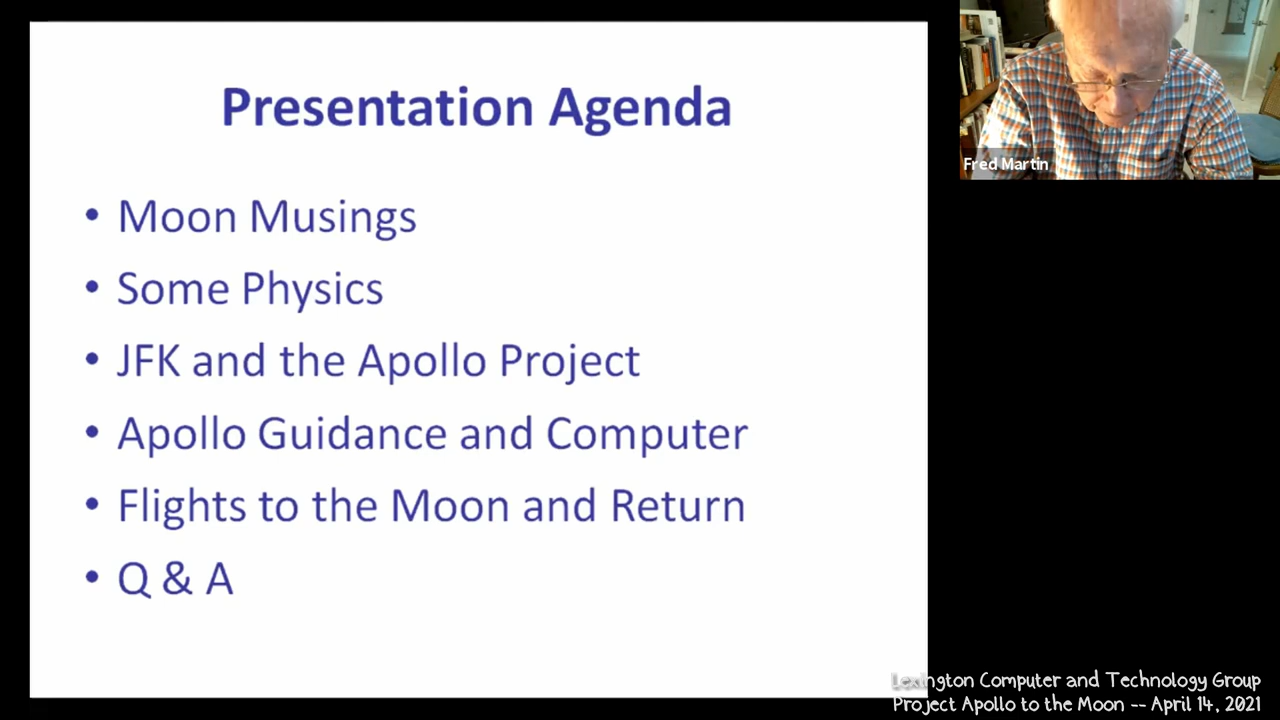 Presentation Agenda
• Moon Musings
• Some Physics
• JFK and the Apollo Project
• Apollo Guidance and Computer
• Flights to the Moon and Return
• Q & A
Fred Martin
Lexington Computer and Technology Group
Project Apollo to the Moon -- April 14, 2021